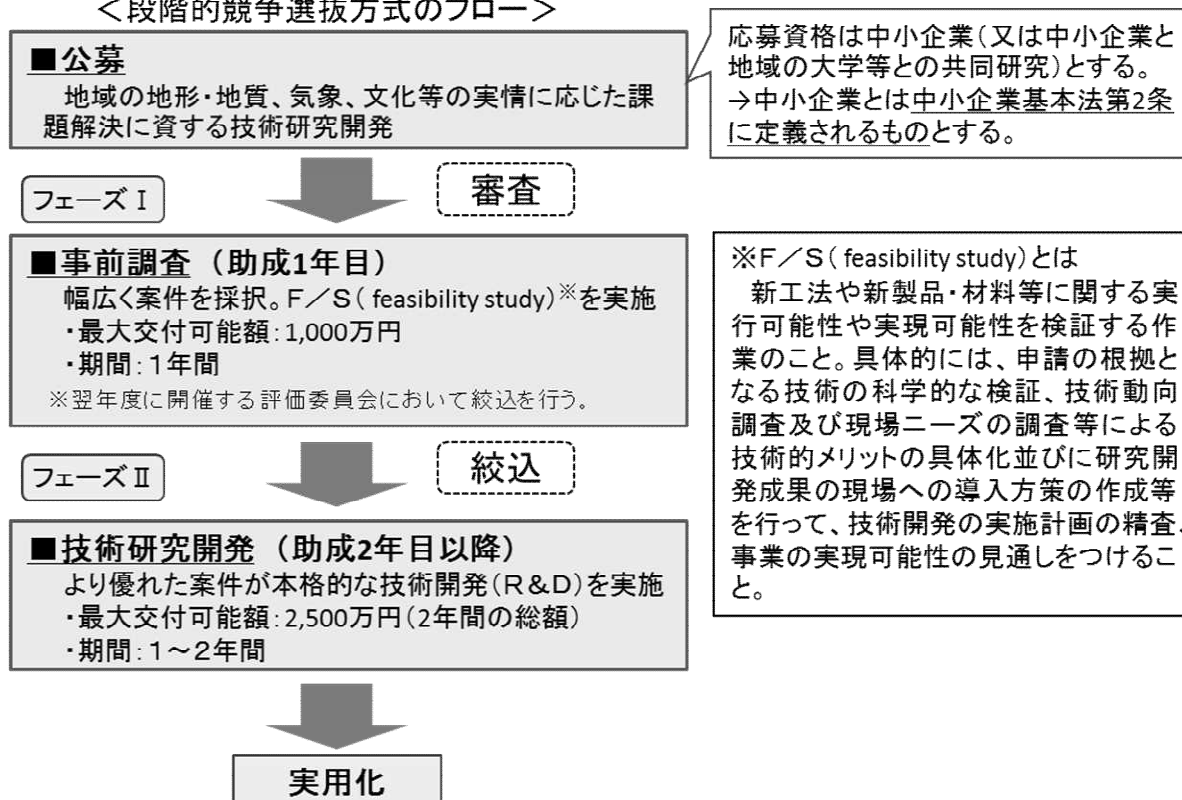 ＜段階的競争選抜方式のフロー＞
■公募
地域の地形・地質、気象、文化等の実情に応じた課
題解決に資する技術研究開発
応募資格は中小企業（又は中小企業と
地域の大学等との共同研究）とする。
→中小企業とは中小企業基本法第2条
に定義されるものとする。
フェーズⅠ
審査
■事前調査（助成1年目）
幅広く案件を採択。F／S（feasibility study）※を実施
・最大交付可能額：1,000万円
・期間：１年間
※翌年度に開催する評価委員会において絞込を行う。
※F／S（feasibility study）とは
新工法や新製品・材料等に関する実
行可能性や実現可能性を検証する作
業のこと。具体的には、申請の根拠と
なる技術の科学的な検証、技術動向
調査及び現場ニーズの調査等による
技術的メリットの具体化並びに研究開
発成果の現場への導入方策の作成等
を行って、技術開発の実施計画の精査、
事業の実現可能性の見通しをつけるこ
と。
フェーズⅡ
絞込
■技術研究開発（助成2年目以降）
より優れた案件が本格的な技術開発（R＆D）を実施
・最大交付可能額：2,500万円（2年間の総額）
・期間：１～２年間
実用化